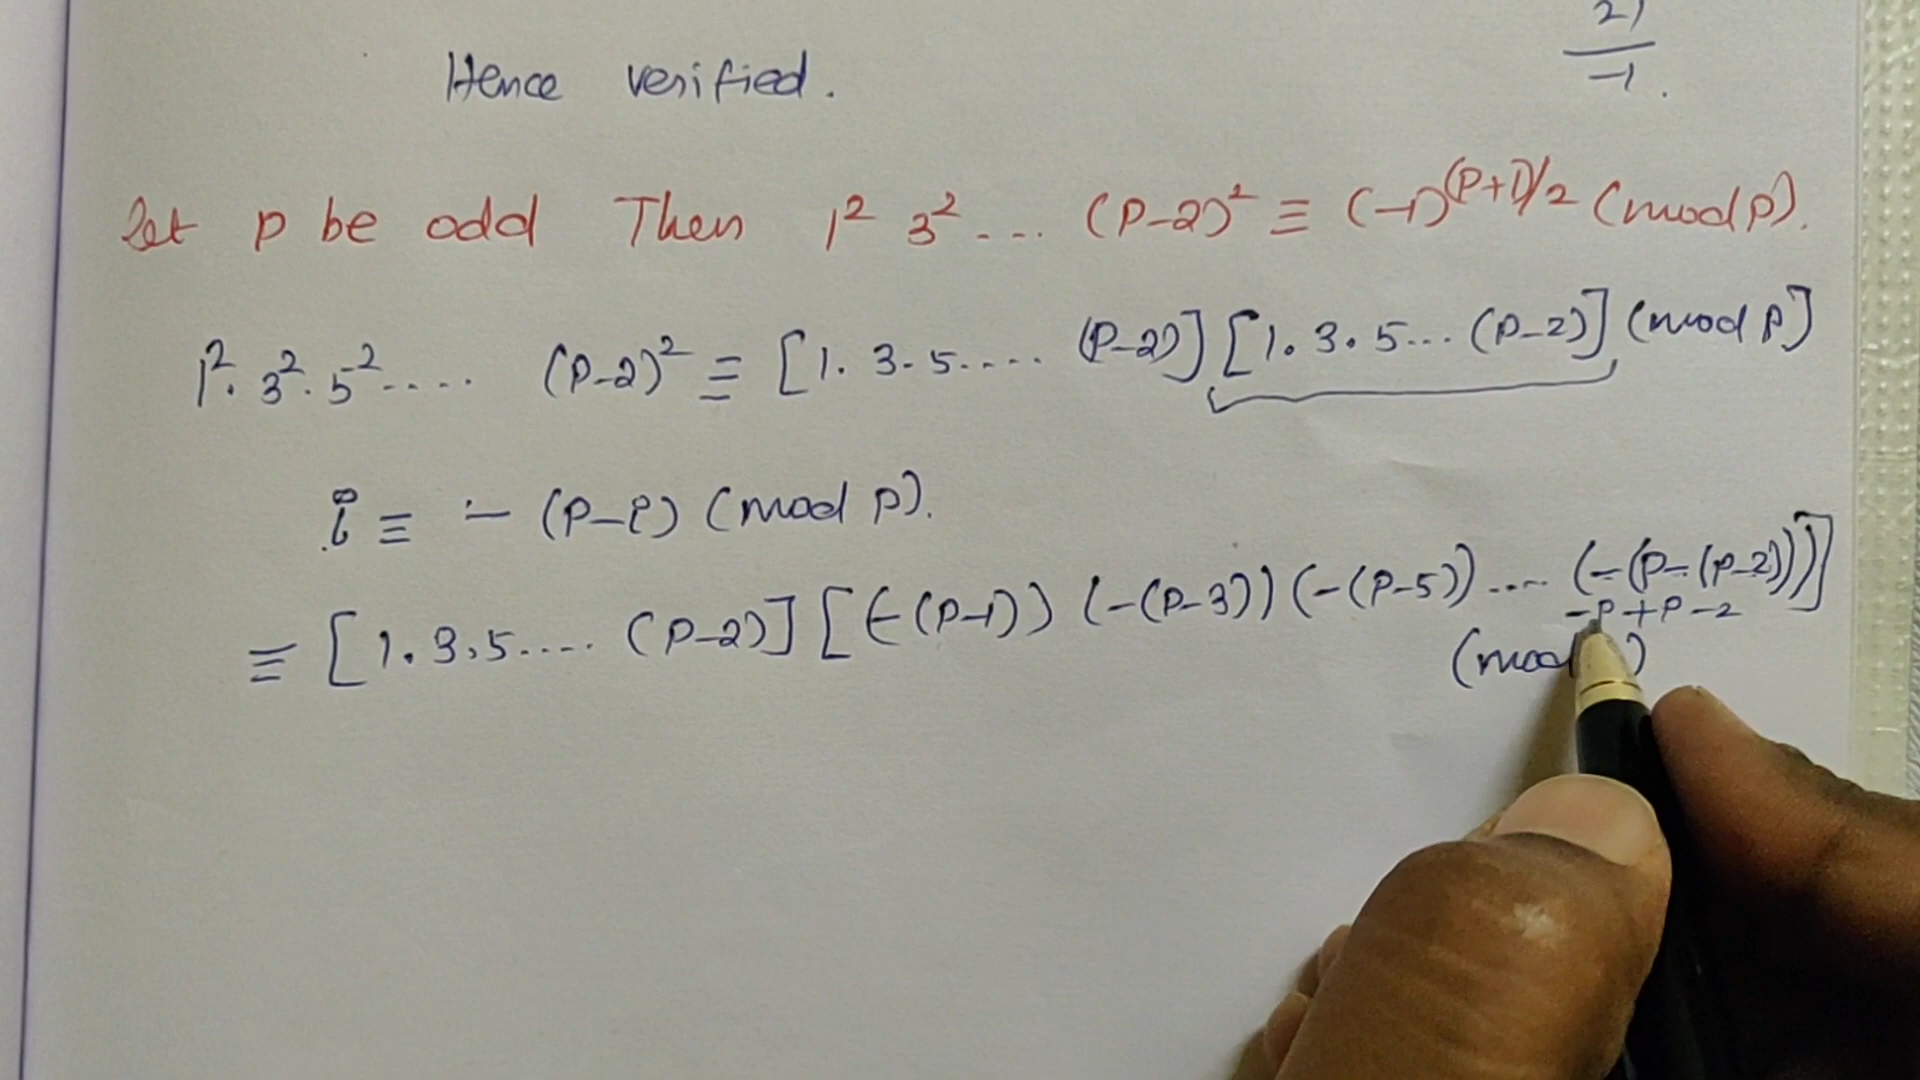 2)
Hence verified.
-1.
Let p be odd Then 1² 3² ... (P-2)² ≡ (-1)^(P+1)/2 (mod p).
1². 3². 5² .... (P-2)² ≡ [1. 3. 5.... (P-2)] [1. 3. 5... (P-2)] (mod p]
i ≡ - (P-i) (mod p).
≡ [1. 3. 5.... (P-2)] [(-(P-1)) (-(P-3)) (-(P-5)) .... (-(P-(P-2)))]
-P+P-2